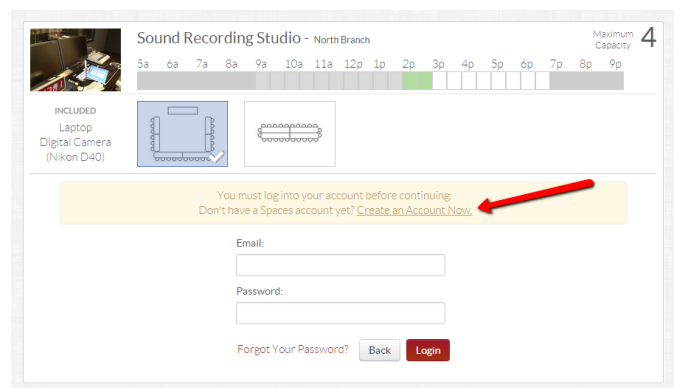 Sound Recording Studio - North Branch
Maximum Capacity 4
5a 6a 7a 8a 9a 10a 11a 12p 1p 2p 3p 4p 5p 6p 7p 8p 9p
INCLUDED
Laptop
Digital Camera
(Nikon D40)
You must log into your account before continuing.
Don't have a Spaces account yet? Create an Account Now.
Email:
Password:
Forgot Your Password? Back Login